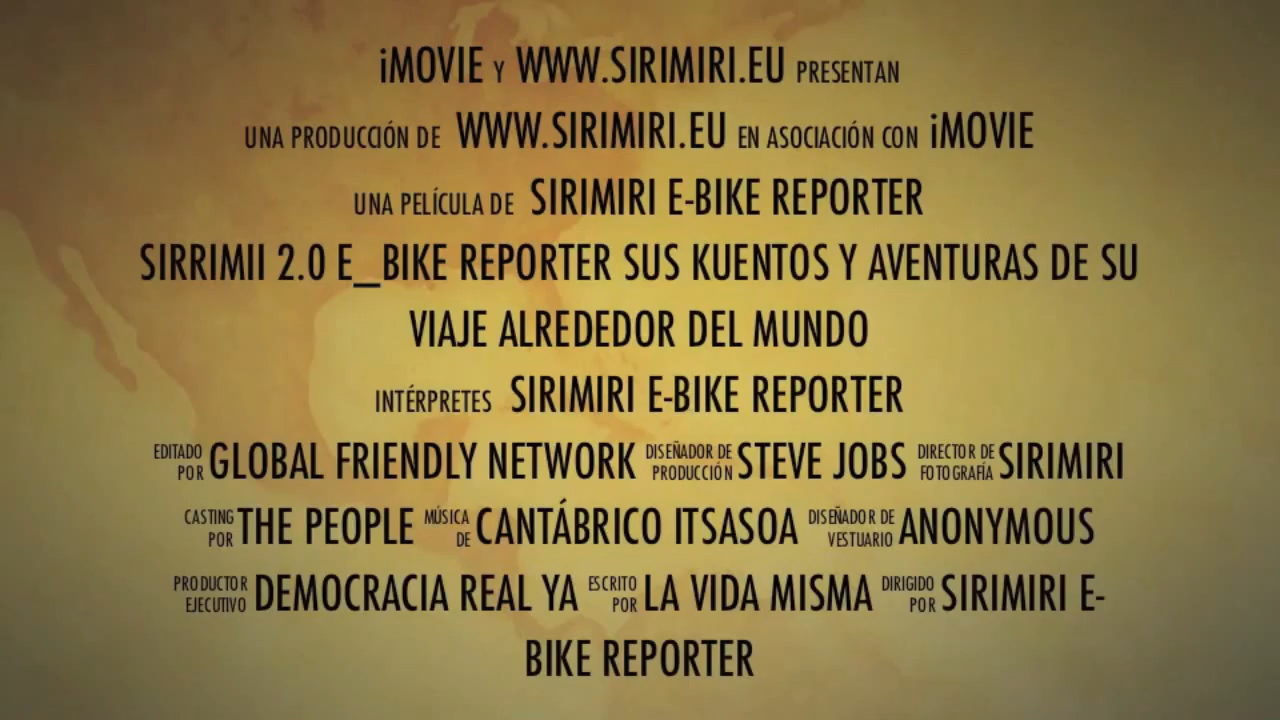 iMOVIE Y WWW.SIRIMIRI.EU PRESENTAN
UNA PRODUCCIÓN DE WWW.SIRIMIRI.EU EN ASOCIACIÓN CON iMOVIE
UNA PELÍCULA DE SIRIMIRI E-BIKE REPORTER
SIRRIMII 2.0 E_BIKE REPORTER SUS KUENTOS Y AVENTURAS DE SU
VIAJE ALREDEDOR DEL MUNDO
INTÉRPRETES SIRIMIRI E-BIKE REPORTER
EDITADO POR GLOBAL FRIENDLY NETWORK DISEÑADOR DE PRODUCCIÓN STEVE JOBS DIRECTOR DE FOTOGRAFÍA SIRIMIRI
CASTING POR THE PEOPLE MÚSICA DE CANTÁBRICO ITSASOA DISEÑADOR DE VESTUARIO ANONYMOUS
PRODUCTOR EJECUTIVO DEMOCRACIA REAL YA ESCRITO POR LA VIDA MISMA DIRIGIDO POR SIRIMIRI E-
BIKE REPORTER